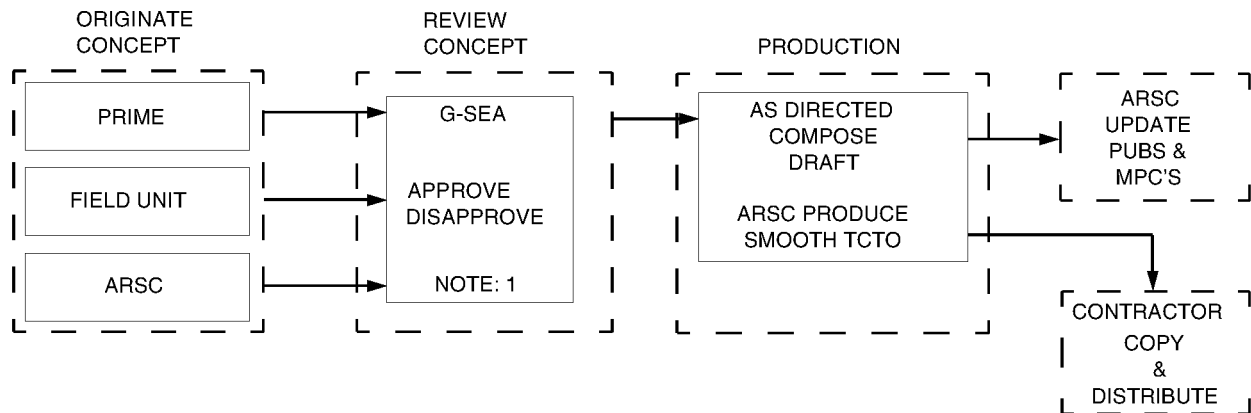 ORIGINATE
CONCEPT
PRIME
FIELD UNIT
ARSC
REVIEW
CONCEPT
G-SEA
APPROVE
DISAPPROVE
NOTE: 1
PRODUCTION
AS DIRECTED
COMPOSE
DRAFT
ARSC PRODUCE
SMOOTH TCTO
ARSC
UPDATE
PUBS &
MPC'S
CONTRACTOR
COPY
&
DISTRIBUTE